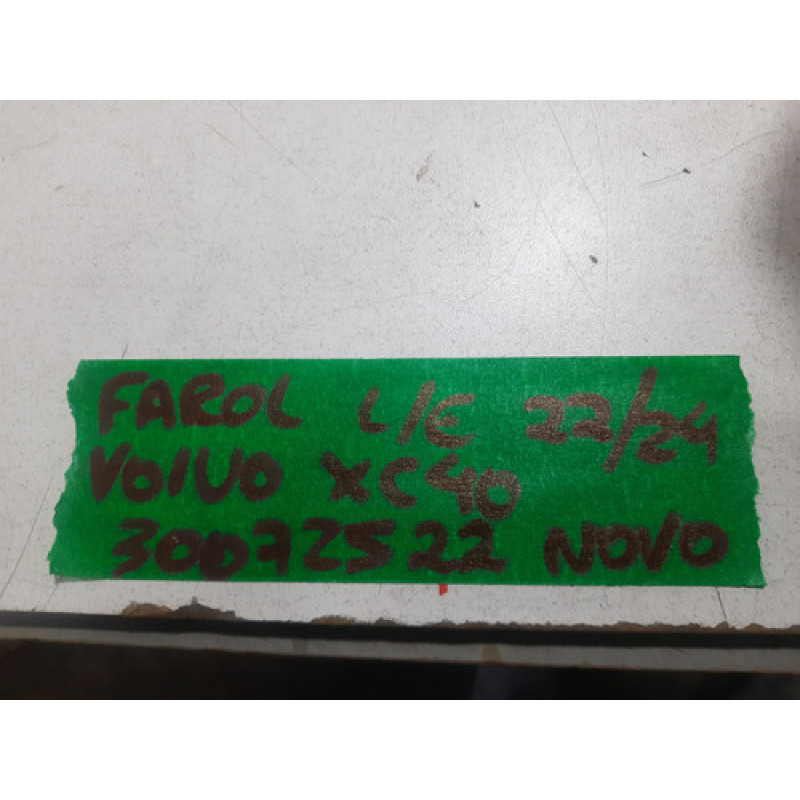 FAROL L/E 22/24
VOLVO XC40
30072522 NOVO